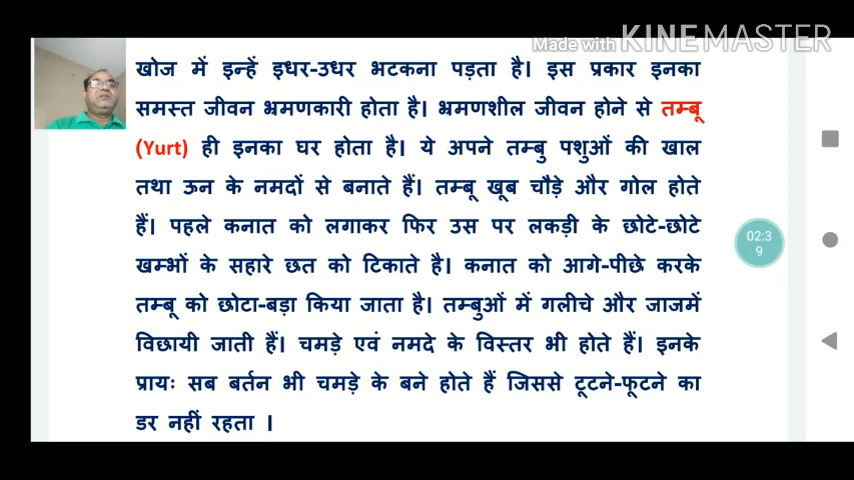 Made with KINEMASTER
खोज में इन्हें इधर-उधर भटकना पड़ता है। इस प्रकार इनका
समस्त जीवन भ्रमणकारी होता है। भ्रमणशील जीवन होने से तम्बू
(Yurt) ही इनका घर होता है। ये अपने तम्बु पशुओं की खाल
तथा ऊन के नमदों से बनाते हैं। तम्बू खूब चौड़े और गोल होते
हैं। पहले कनात को लगाकर फिर उस पर लकड़ी के छोटे-छोटे
खम्भों के सहारे छत को टिकाते है। कनात को आगे-पीछे करके
तम्बू को छोटा-बड़ा किया जाता है। तम्बुओं में गलीचे और जाजमें
विछायी जाती हैं। चमड़े एवं नमदे के विस्तर भी होते हैं। इनके
प्रायः सब बर्तन भी चमड़े के बने होते हैं जिससे टूटने-फूटने का
डर नहीं रहता ।
02:3
9